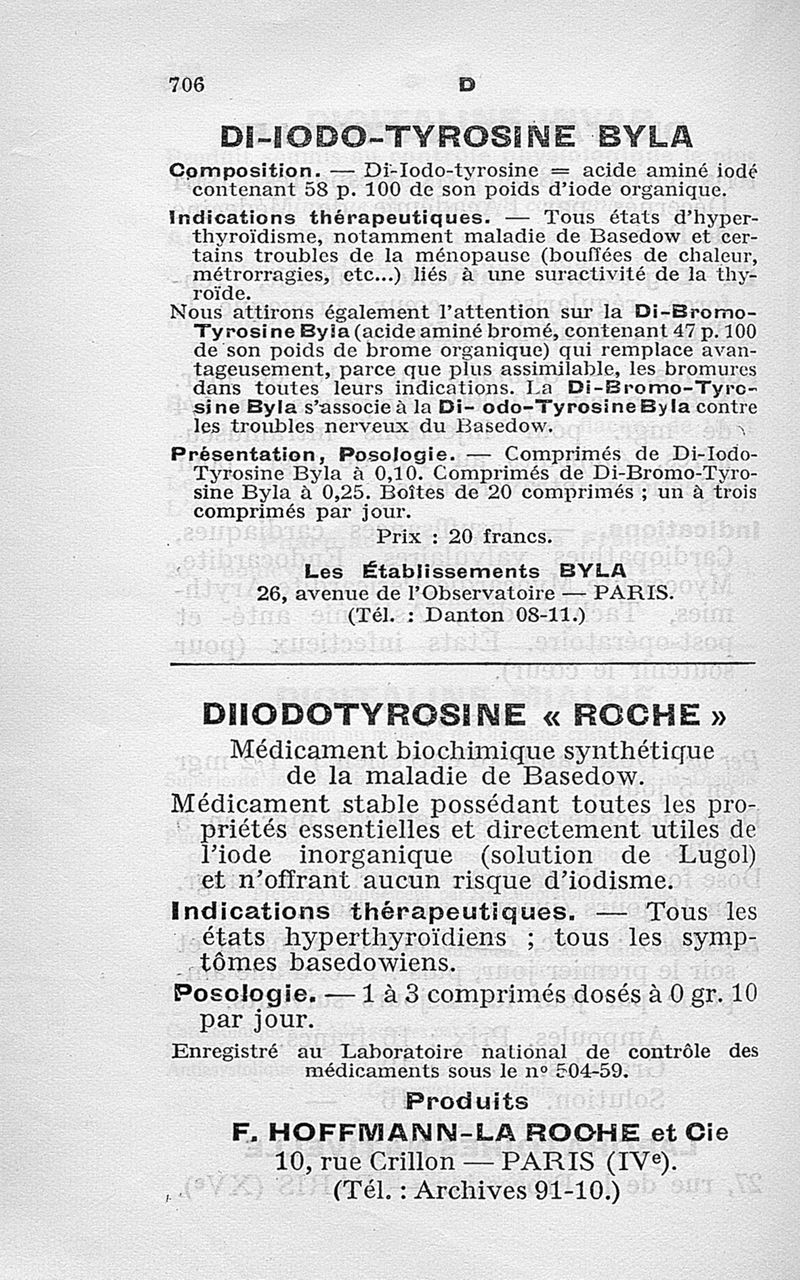 706
D
DI-IODO-TYROSINE BYLA
Composition. — Di-Iodo-tyrosine = acide aminé iodé
contenant 58 p. 100 de son poids d'iode organique.
Indications thérapeutiques. — Tous états d'hyper-
thyroïdisme, notamment maladie de Basedow et cer-
tains troubles de la ménopause (bouffées de chaleur,
métrorragies, etc...) liés à une suractivité de la thy-
roïde.
Nous attirons également l'attention sur la Di-Bromo-
Tyrosine Byla (acide aminé bromé, contenant 47 p. 100
de son poids de brome organique) qui remplace avan-
tageusement, parce que plus assimilable, les bromures
dans toutes leurs indications. La Di-Bromo-Tyro-
sine Byla s'associe à la Di- odo-Tyrosine Byla contre
les troubles nerveux du Basedow.
Présentation, Posologie. — Comprimés de Di-Iodo-
Tyrosine Byla à 0,10. Comprimés de Di-Bromo-Tyro-
sine Byla à 0,25. Boîtes de 20 comprimés ; un à trois
comprimés par jour.
Prix : 20 francs.
Les Établissements BYLA
26, avenue de l'Observatoire — PARIS.
(Tél. : Danton 08-11.)
DIIODOTYROSINE « ROCHE »
Médicament biochimique synthétique
de la maladie de Basedow.
Médicament stable possédant toutes les pro-
priétés essentielles et directement utiles de
l'iode inorganique (solution de Lugol)
et n'offrant aucun risque d'iodisme.
Indications thérapeutiques. — Tous les
états hyperthyroïdiens ; tous les symp-
tômes basedowiens.
Posologie. — 1 à 3 comprimés dosés à 0 gr. 10
par jour.
Enregistré au Laboratoire national de contrôle des
médicaments sous le nº 504-59.
Produits
F. HOFFMANN-LA ROCHE et Cie
10, rue Crillon — PARIS (IVe).
(Tél. : Archives 91-10.)